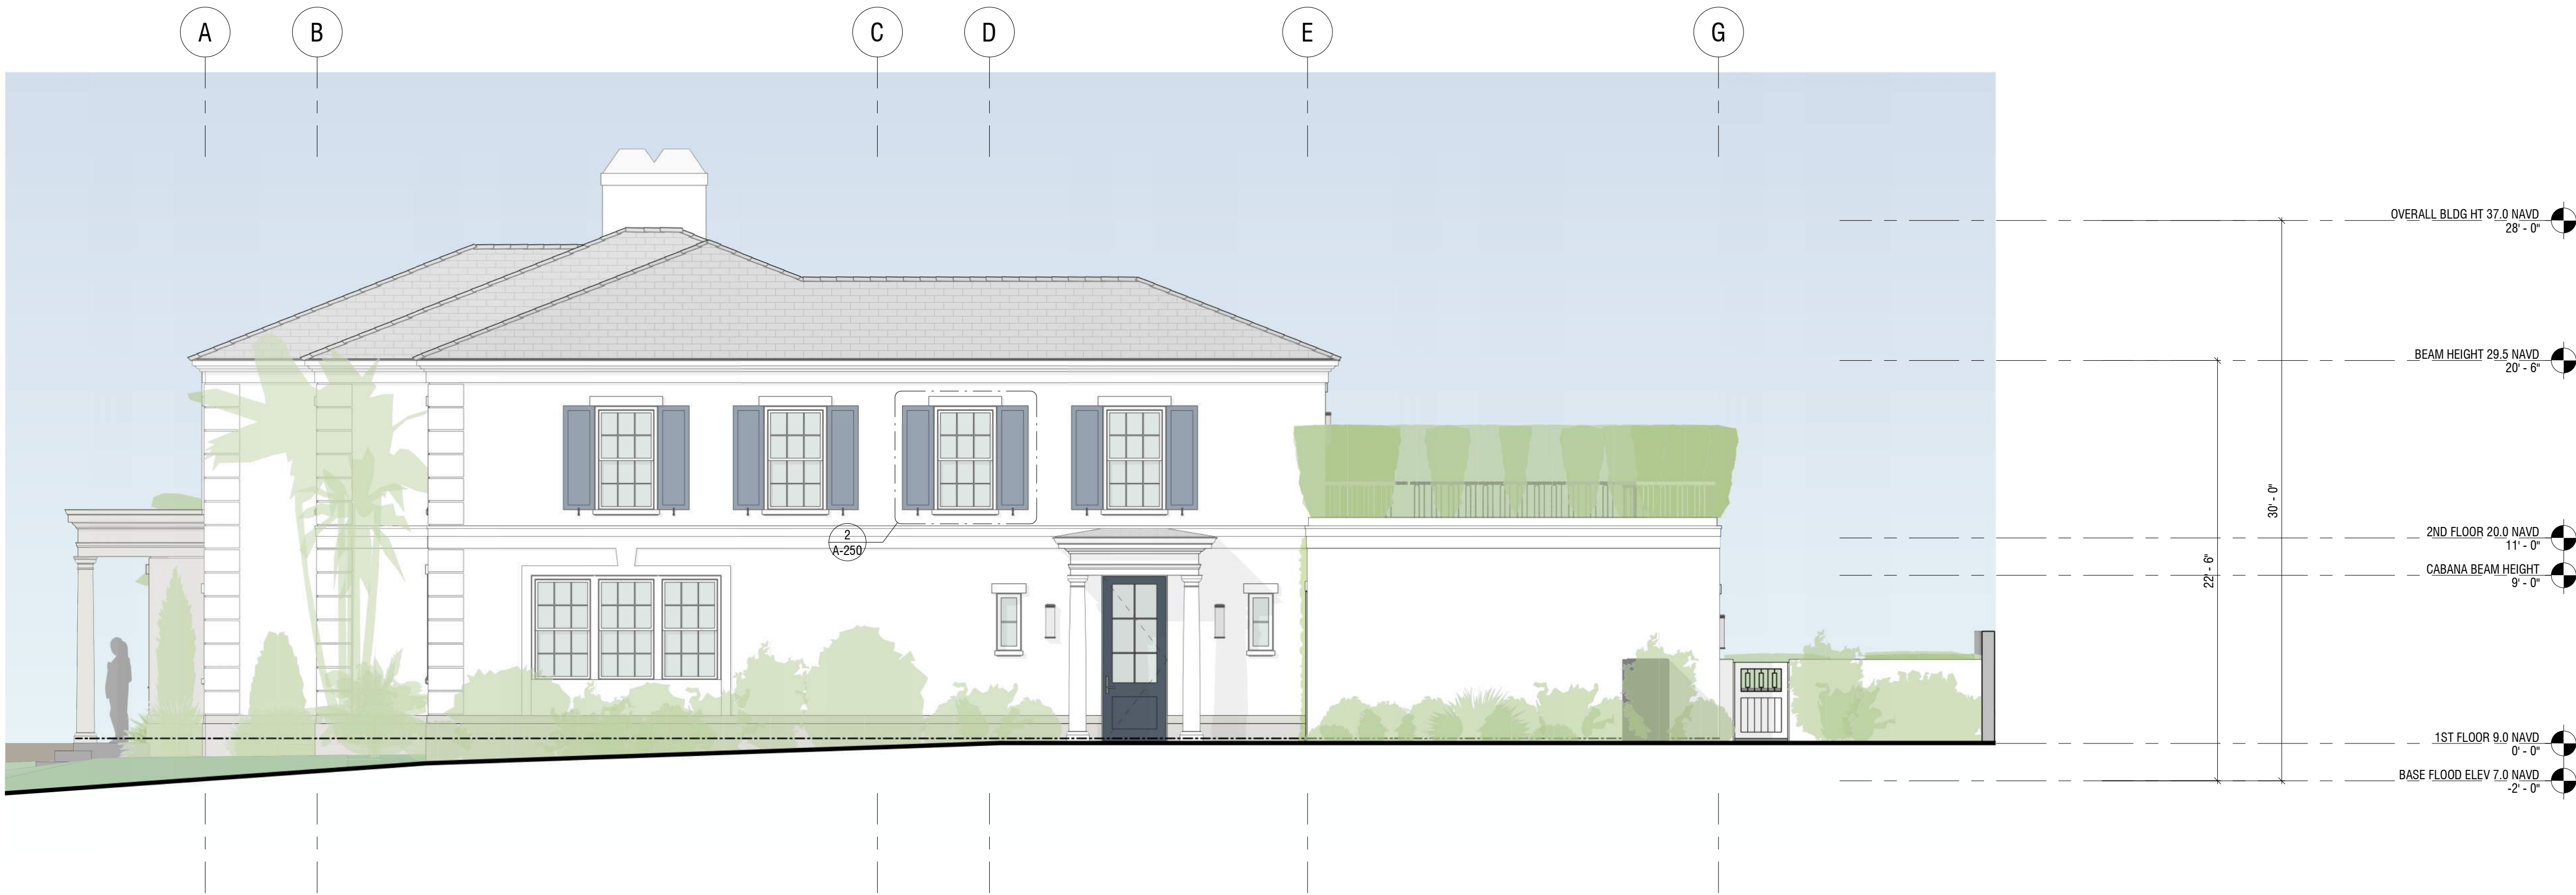 A
B
C
D
E
G
OVERALL BLDG HT 37.0 NAVD
28' - 0"
BEAM HEIGHT 29.5 NAVD
20' - 6"
30' - 0"
2ND FLOOR 20.0 NAVD
11' - 0"
2
A-250
CABANA BEAM HEIGHT
9' - 0"
22' - 6"
1ST FLOOR 9.0 NAVD
0' - 0"
BASE FLOOD ELEV 7.0 NAVD
-2' - 0"